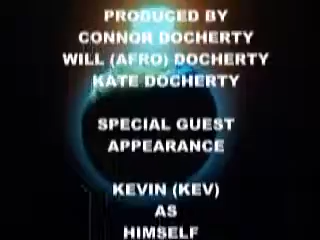 PRODUCED BY
CONNOR DOCHERTY
WILL (AFRO) DOCHERTY
KATE DOCHERTY
SPECIAL GUEST
APPEARANCE
KEVIN (KEV)
AS
HIMSELF